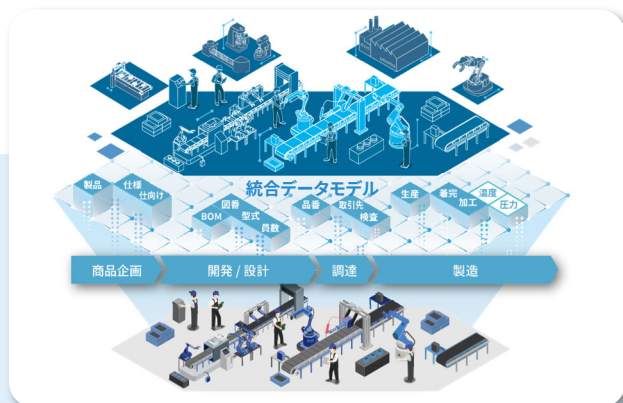 統合データモデル
製品
仕様
仕向け
BOM
図番
型式
員数
品番
取引先
検査
生産
着完
加工
温度
圧力
商品企画
開発 / 設計
調達
製造